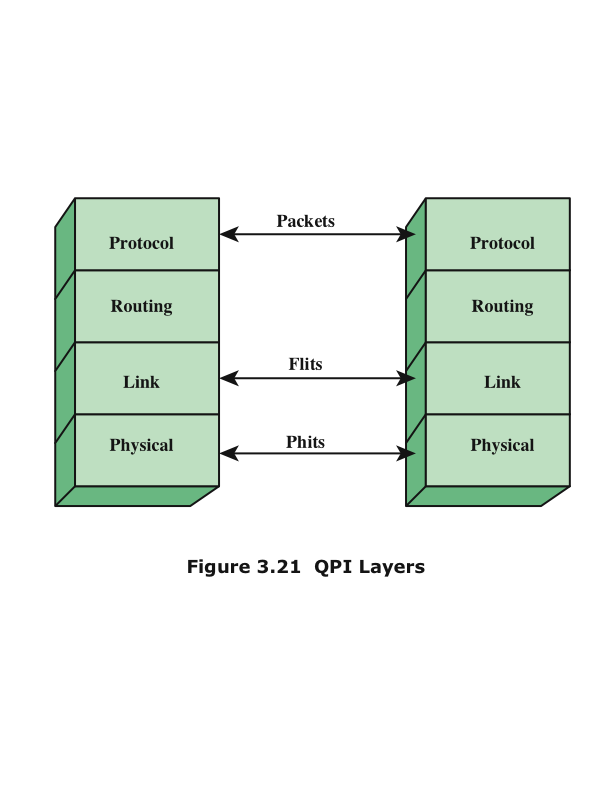 Packets
Protocol
Protocol
Routing
Routing
Flits
Link
Link
Phits
Physical
Physical
Figure 3.21  QPI Layers